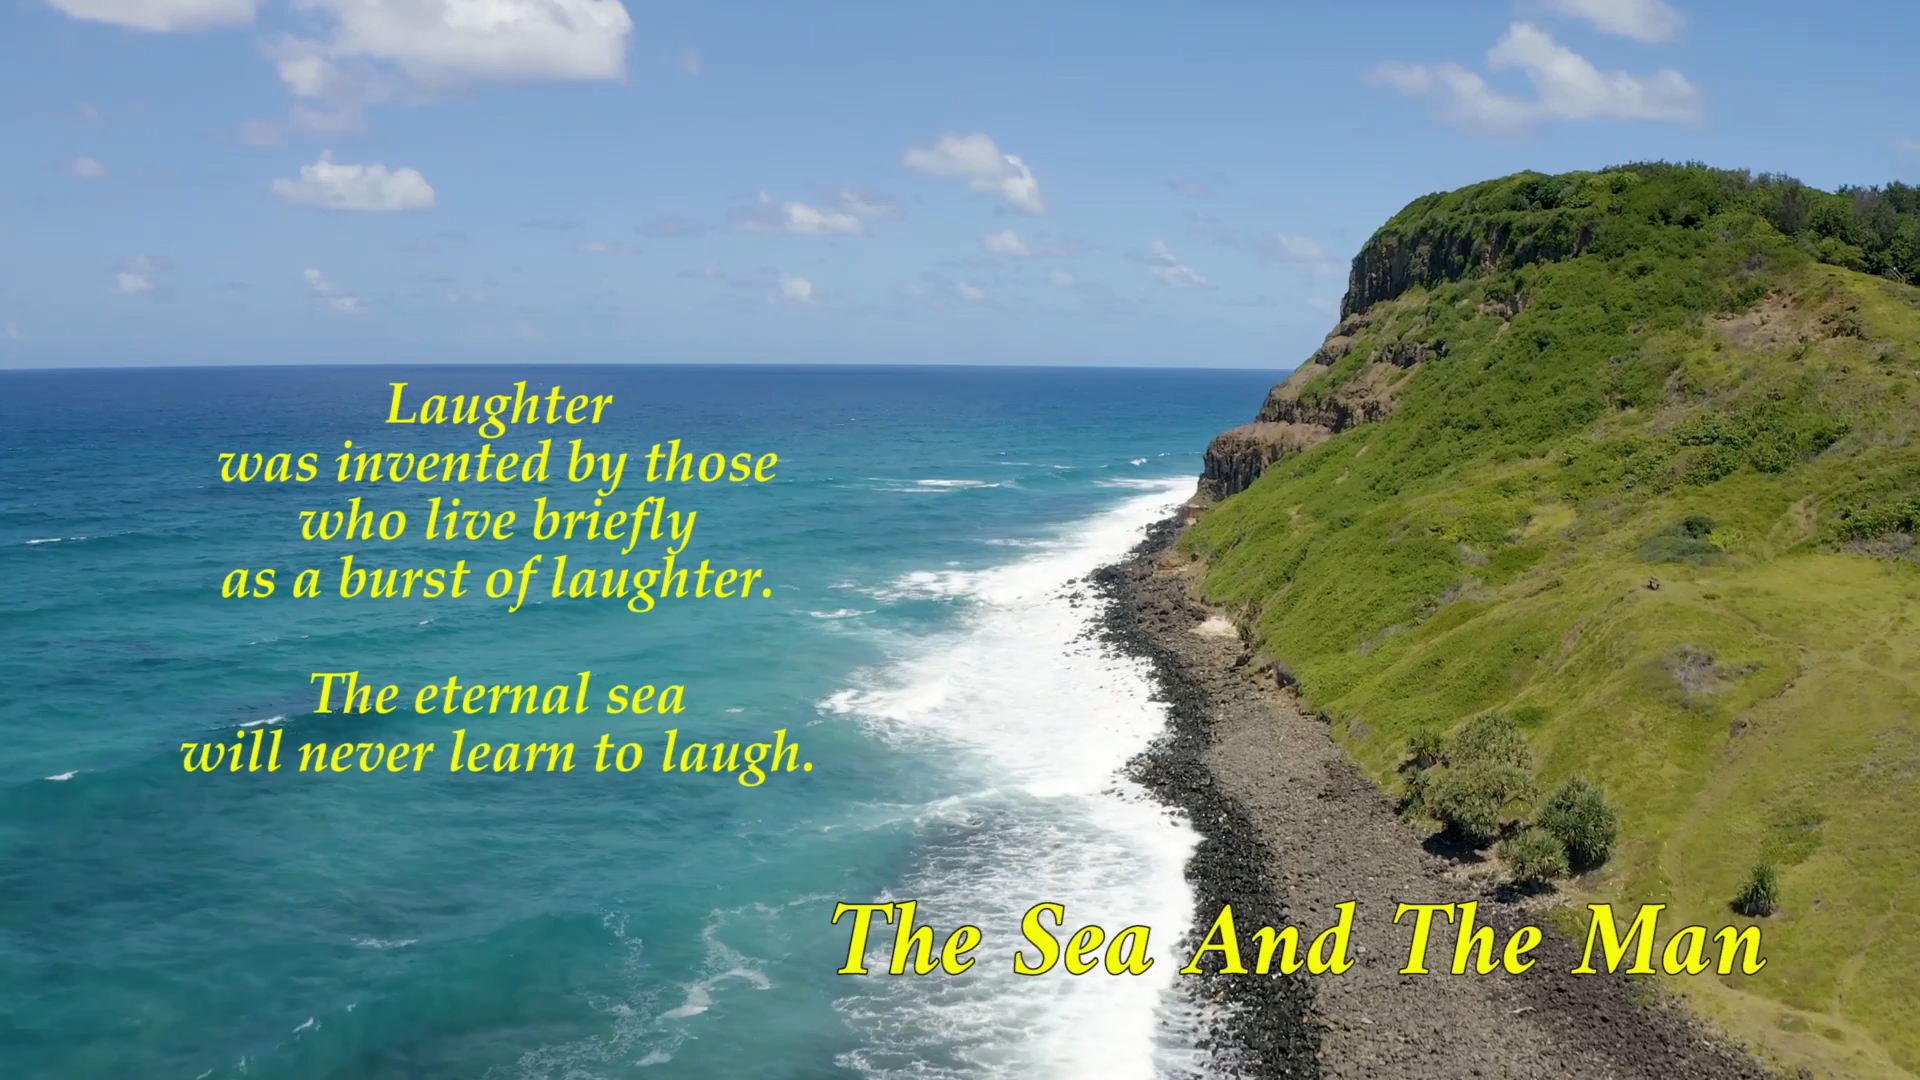 Laughter
was invented by those
who live briefly
as a burst of laughter.
The eternal sea
will never learn to laugh.
The Sea And The Man